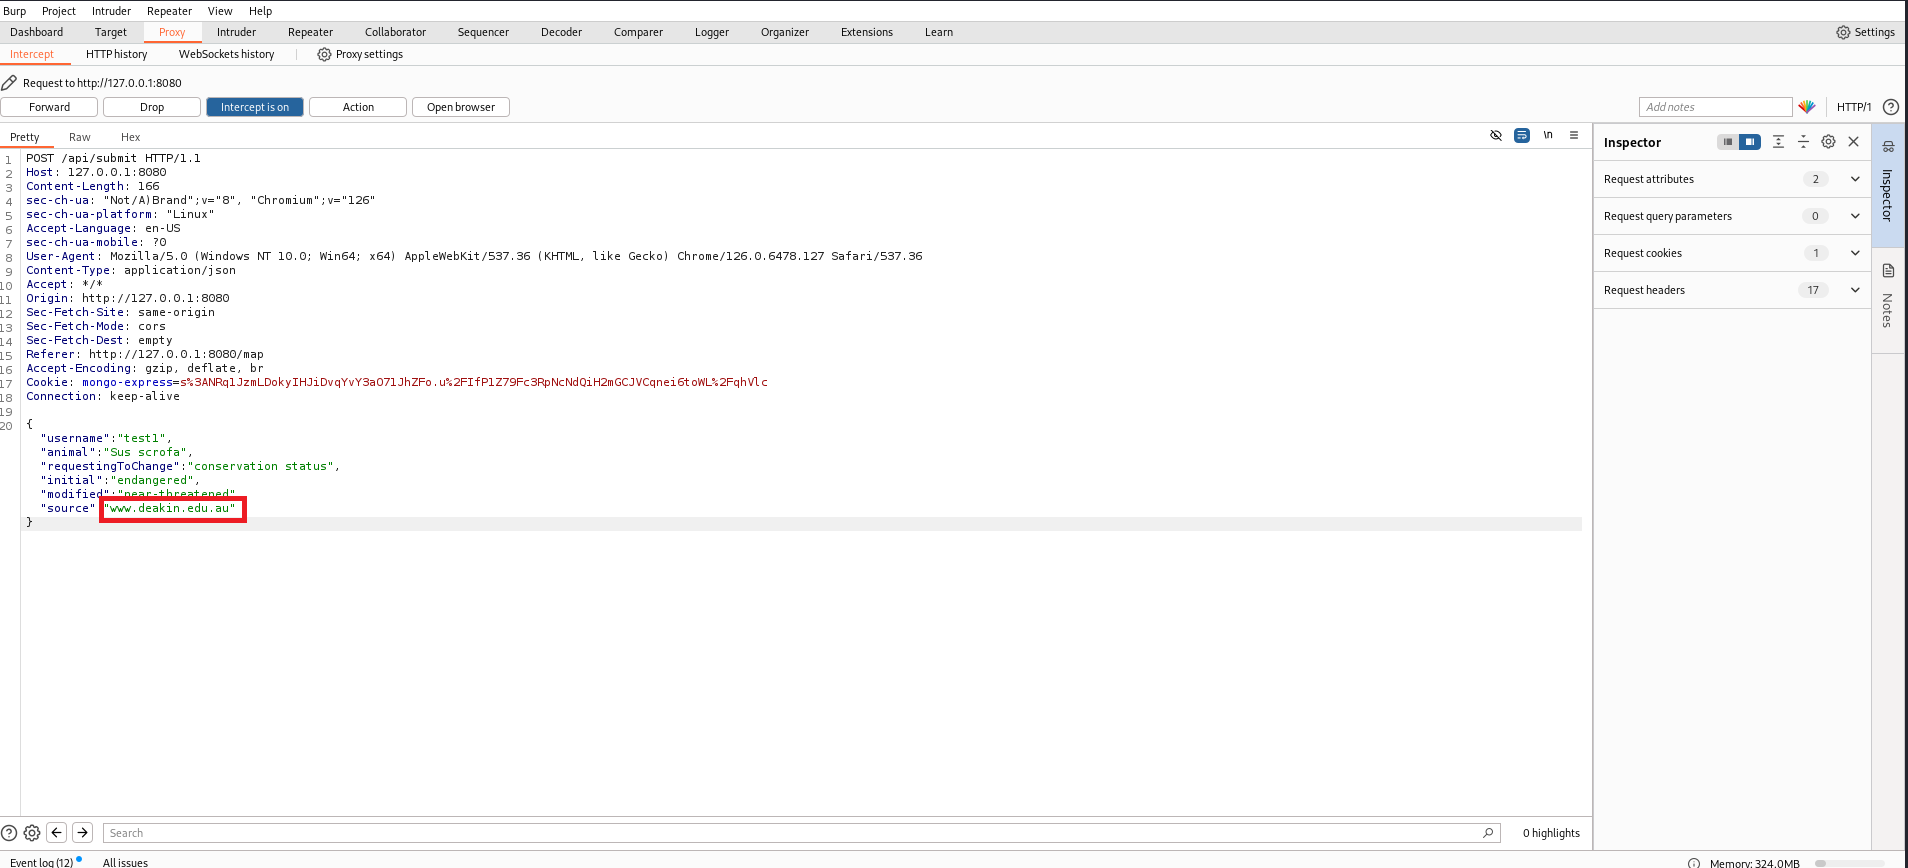 Burp Project Intruder Repeater View Help
Dashboard Target Proxy Intruder Repeater Collaborator Sequencer Decoder Comparer Logger Organizer Extensions Learn Settings
Intercept HTTP history WebSockets history Proxy settings
Request to http://127.0.0.1:8080
Forward Drop Intercept is on Action Open browser Add notes HTTP/1
Pretty Raw Hex \n
Inspector
Request attributes 2
Request query parameters 0
Request cookies 1
Request headers 17
Inspector
Notes
1 POST /api/submit HTTP/1.1
2 Host: 127.0.0.1:8080
3 Content-Length: 166
4 sec-ch-ua: "Not/A)Brand";v="8", "Chromium";v="126"
5 sec-ch-ua-platform: "Linux"
6 Accept-Language: en-US
7 sec-ch-ua-mobile: ?0
8 User-Agent: Mozilla/5.0 (Windows NT 10.0; Win64; x64) AppleWebKit/537.36 (KHTML, like Gecko) Chrome/126.0.6478.127 Safari/537.36
9 Content-Type: application/json
10 Accept: */*
11 Origin: http://127.0.0.1:8080
12 Sec-Fetch-Site: same-origin
13 Sec-Fetch-Mode: cors
14 Sec-Fetch-Dest: empty
15 Referer: http://127.0.0.1:8080/map
16 Accept-Encoding: gzip, deflate, br
17 Cookie: mongo-express=s%3ANRq1JzmLDokyIHJiDvqYvY3aO71JhZFo.u%2FIfP1Z79Fc3RpNcNdQiH2mGCJVCqnei6toWL%2FqhVlc
18 Connection: keep-alive
19
20 {
"username":"test1",
"animal":"Sus scrofa",
"requestingToChange":"conservation status",
"initial":"endangered",
"modified":"near-threatened"
"source" "www.deakin.edu.au"
}
Search 0 highlights
Event log (12) All issues Memory: 324.0MB